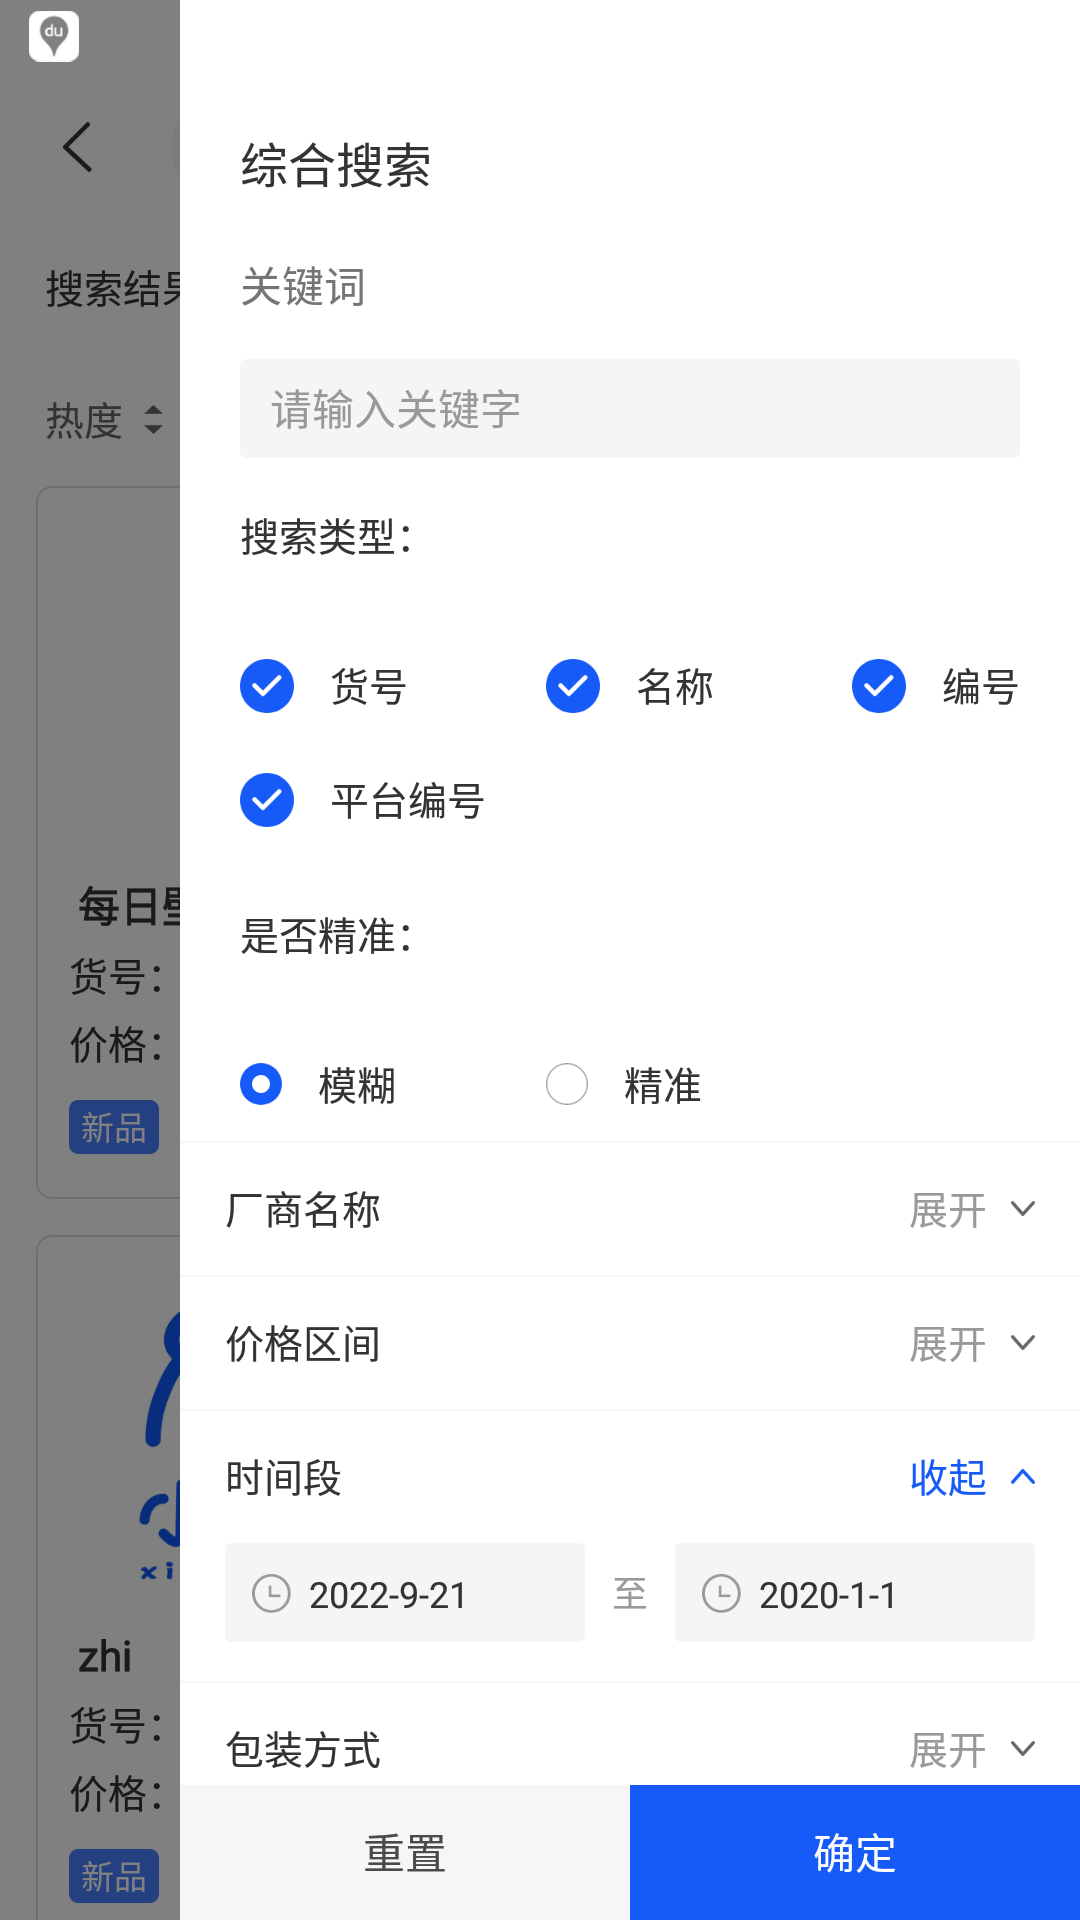 du
综合搜索
关键词
搜索结
请输入关键字
热度
搜索类型：
货号 名称 编号
平台编号
每日
是否精准：
货号：
价格：
模糊 精准
新品
厂商名称 展开
价格区间 展开
时间段 收起
xi
2022-9-21 至 2020-1-1
zhi
货号：
包装方式 展开
价格：
重置 确定
新品